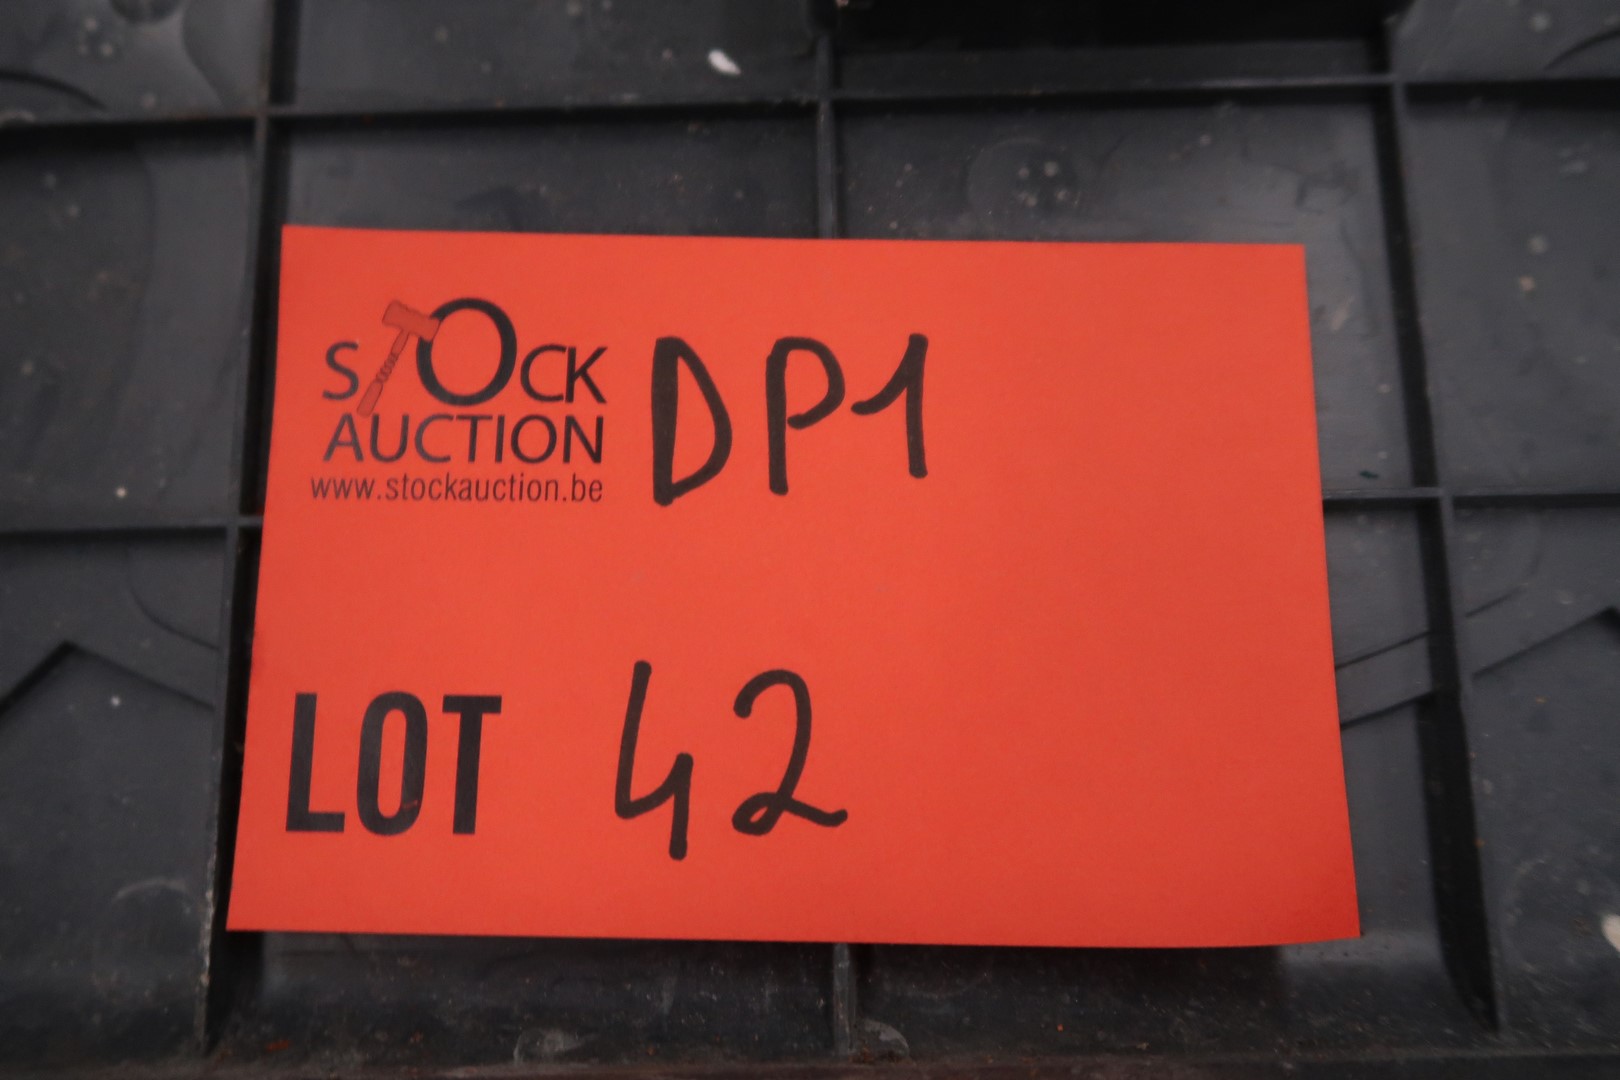 STOCK DP1
AUCTION
www.stockauction.be
LOT 42